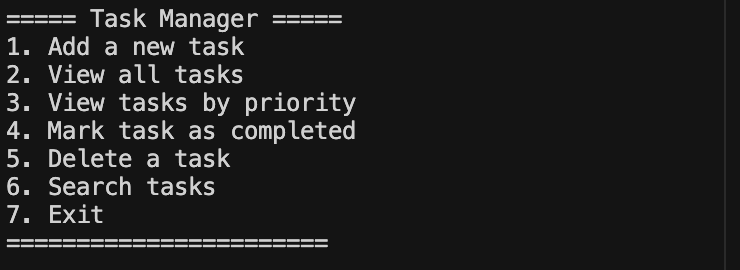 ===== Task Manager =====
1. Add a new task
2. View all tasks
3. View tasks by priority
4. Mark task as completed
5. Delete a task
6. Search tasks
7. Exit
=======================